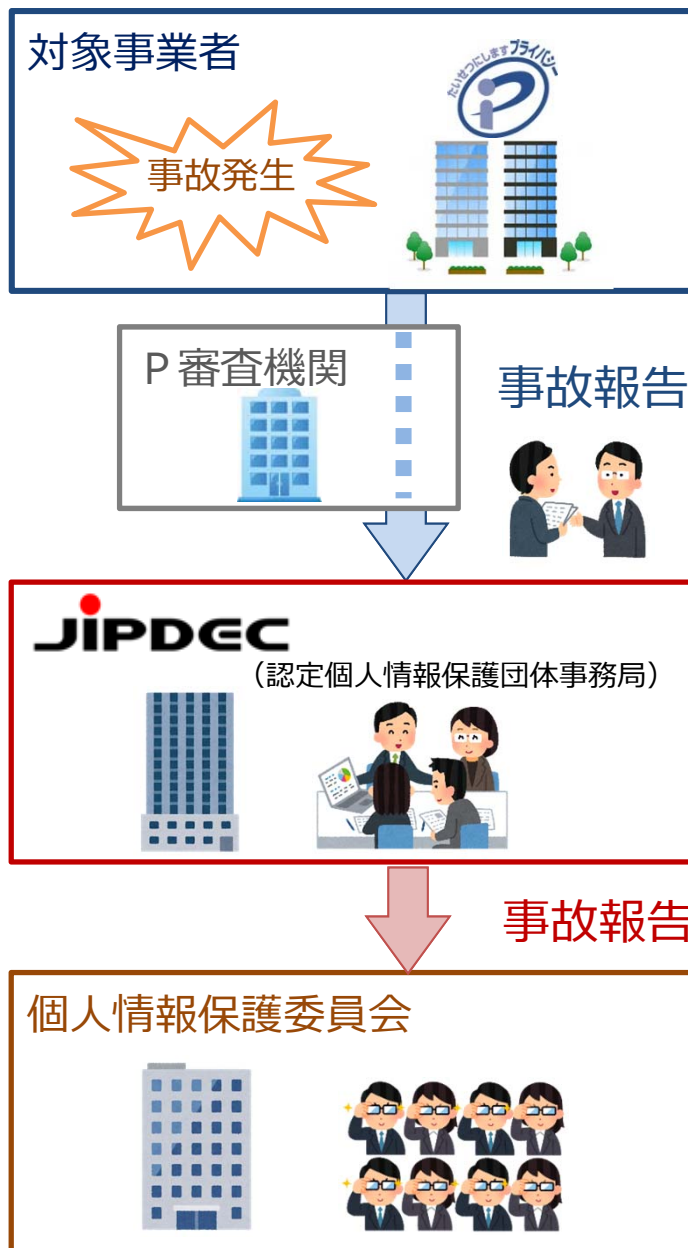 対象事業者
たいせつにしますプライバシー
事故発生
P審査機関
事故報告
JIPDEC
（認定個人情報保護団体事務局）
事故報告
個人情報保護委員会